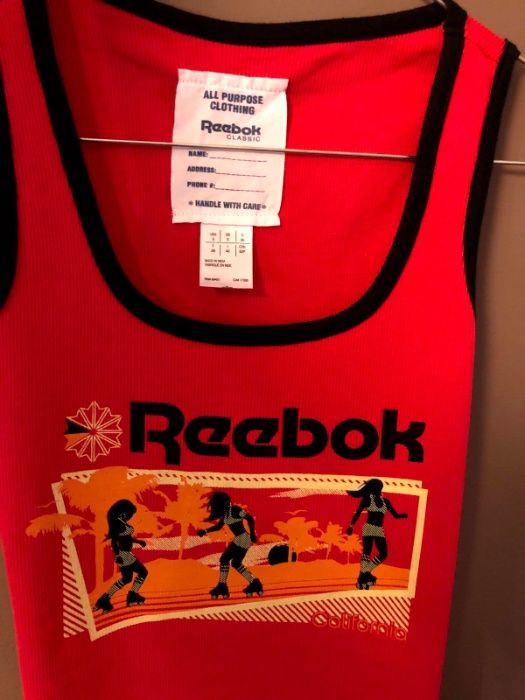 ALL PURPOSE
CLOTHING
Reebok
CLASSIC
NAME:
ADDRESS:
PHONE #:
* HANDLE WITH CARE *
Reebok
California